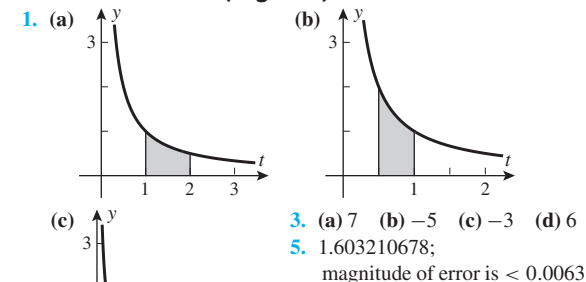 1. (a)
y
3
t
1 2 3
(b)
y
3
t
1 2
(c)
y
3
3. (a) 7 (b) −5 (c) −3 (d) 6
5. 1.603210678;
magnitude of error is < 0.0063